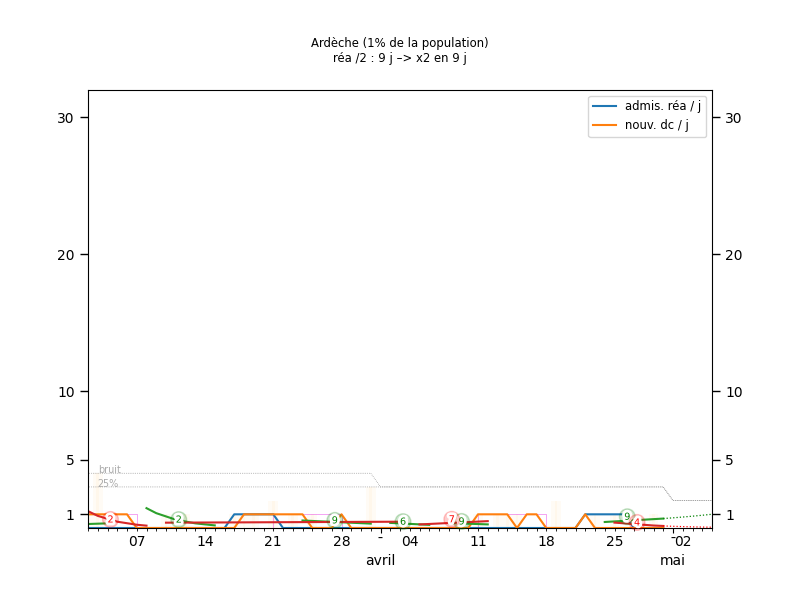 Ardèche (1% de la population)
réa /2 : 9 j –> x2 en 9 j
admis. réa / j
nouv. dc / j
30 30
20 20
10 10
5 5
1 1
bruit
25%
2 2 9 6 7 9 9 4
07 14 21 28 - 04 11 18 25 - 02
avril mai